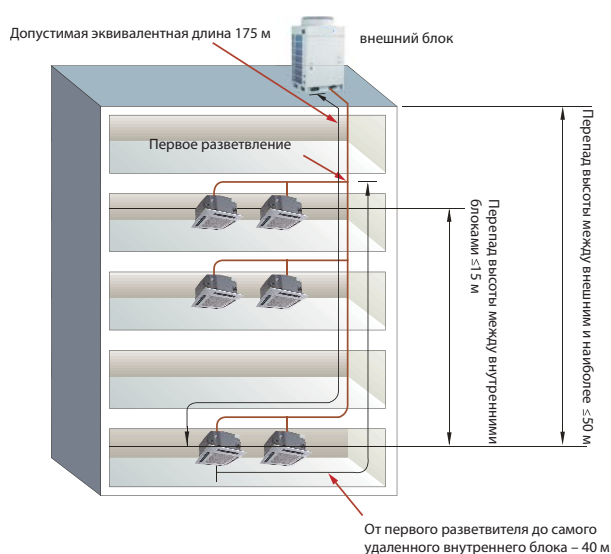 Допустимая эквивалентная длина 175 м
внешний блок
Первое разветвление
Перепад высоты между внутренними
блоками ≤15 м
Перепад высоты между внешним и наиболее ≤ 50 м
От первого разветвителя до самого
удаленного внутреннего блока – 40 м